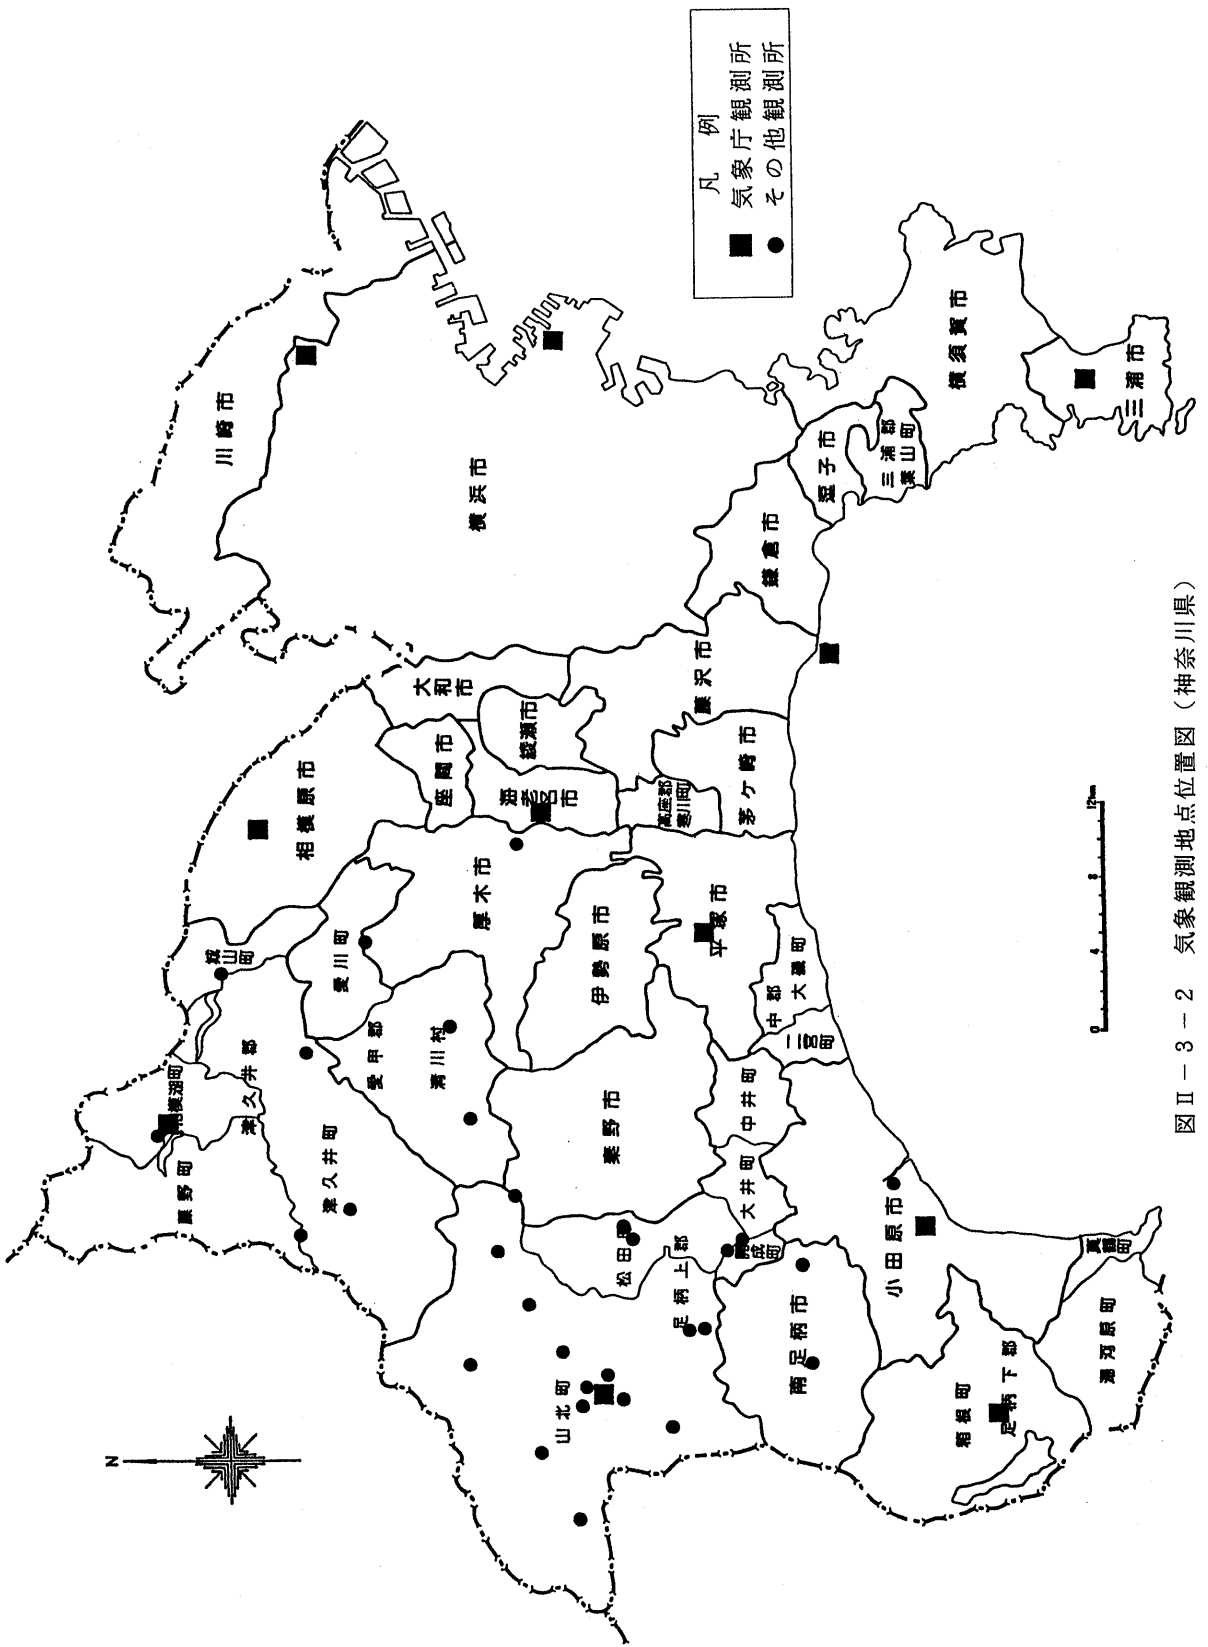 凡例
気象庁観測所
その他観測所
N
川崎市
横浜市
横須賀市
三浦市
逗子市
三浦郡
葉山町
鎌倉市
藤沢市
大和市
綾瀬市
座間市
海老名市
高座郡
寒川町
茅ケ崎市
相模原市
城山町
愛川町
厚木市
伊勢原市
平塚市
中郡
大磯町
二宮町
愛甲郡
清川村
津久井郡
相模湖町
藤野町
津久井町
秦野市
中井町
大井町
松田町
足柄上郡
開成町
山北町
南足柄市
小田原市
箱根町
足柄下郡
真鶴町
湯河原町
0 4 8 12km
図Ⅱ-3-2 気象観測地点位置図(神奈川県)